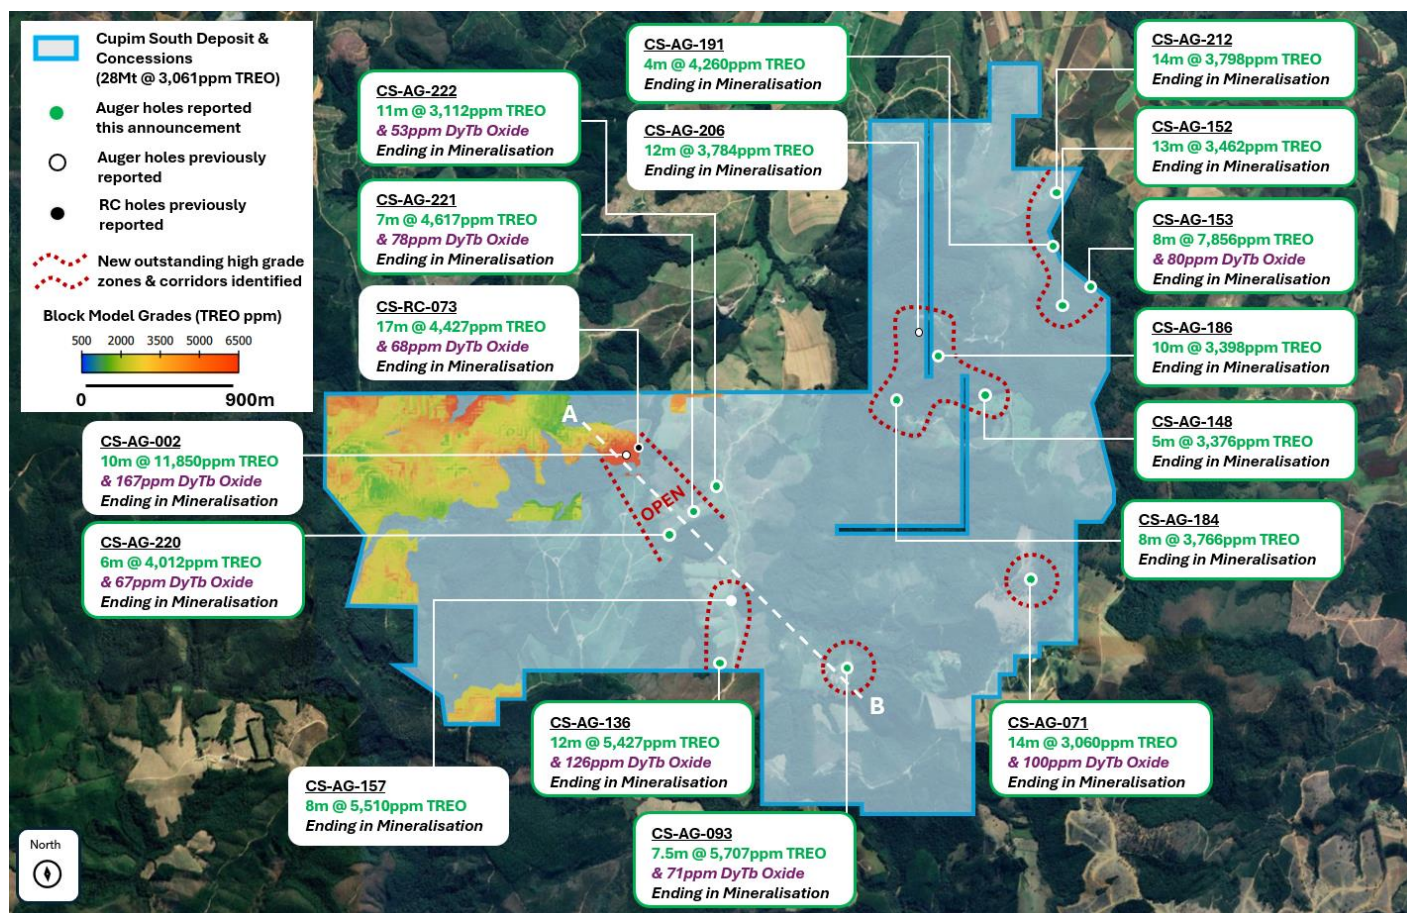 Cupim South Deposit &
Concessions
(28Mt @ 3,061ppm TREO)
Auger holes reported
this announcement
Auger holes previously
reported
RC holes previously
reported
New outstanding high grade
zones & corridors identified
Block Model Grades (TREO ppm)
500 2000 3500 5000 6500
0 900m
CS-AG-222
11m @ 3,112ppm TREO
& 53ppm DyTb Oxide
Ending in Mineralisation
CS-AG-221
7m @ 4,617ppm TREO
& 78ppm DyTb Oxide
Ending in Mineralisation
CS-RC-073
17m @ 4,427ppm TREO
& 68ppm DyTb Oxide
Ending in Mineralisation
CS-AG-002
10m @ 11,850ppm TREO
& 167ppm DyTb Oxide
Ending in Mineralisation
CS-AG-220
6m @ 4,012ppm TREO
& 67ppm DyTb Oxide
Ending in Mineralisation
CS-AG-191
4m @ 4,260ppm TREO
Ending in Mineralisation
CS-AG-206
12m @ 3,784ppm TREO
Ending in Mineralisation
CS-AG-212
14m @ 3,798ppm TREO
Ending in Mineralisation
CS-AG-152
13m @ 3,462ppm TREO
Ending in Mineralisation
CS-AG-153
8m @ 7,856ppm TREO
& 80ppm DyTb Oxide
Ending in Mineralisation
CS-AG-186
10m @ 3,398ppm TREO
Ending in Mineralisation
CS-AG-148
5m @ 3,376ppm TREO
Ending in Mineralisation
CS-AG-184
8m @ 3,766ppm TREO
Ending in Mineralisation
A
OPEN
B
CS-AG-157
8m @ 5,510ppm TREO
Ending in Mineralisation
CS-AG-136
12m @ 5,427ppm TREO
& 126ppm DyTb Oxide
Ending in Mineralisation
CS-AG-093
7.5m @ 5,707ppm TREO
& 71ppm DyTb Oxide
Ending in Mineralisation
CS-AG-071
14m @ 3,060ppm TREO
& 100ppm DyTb Oxide
Ending in Mineralisation
North